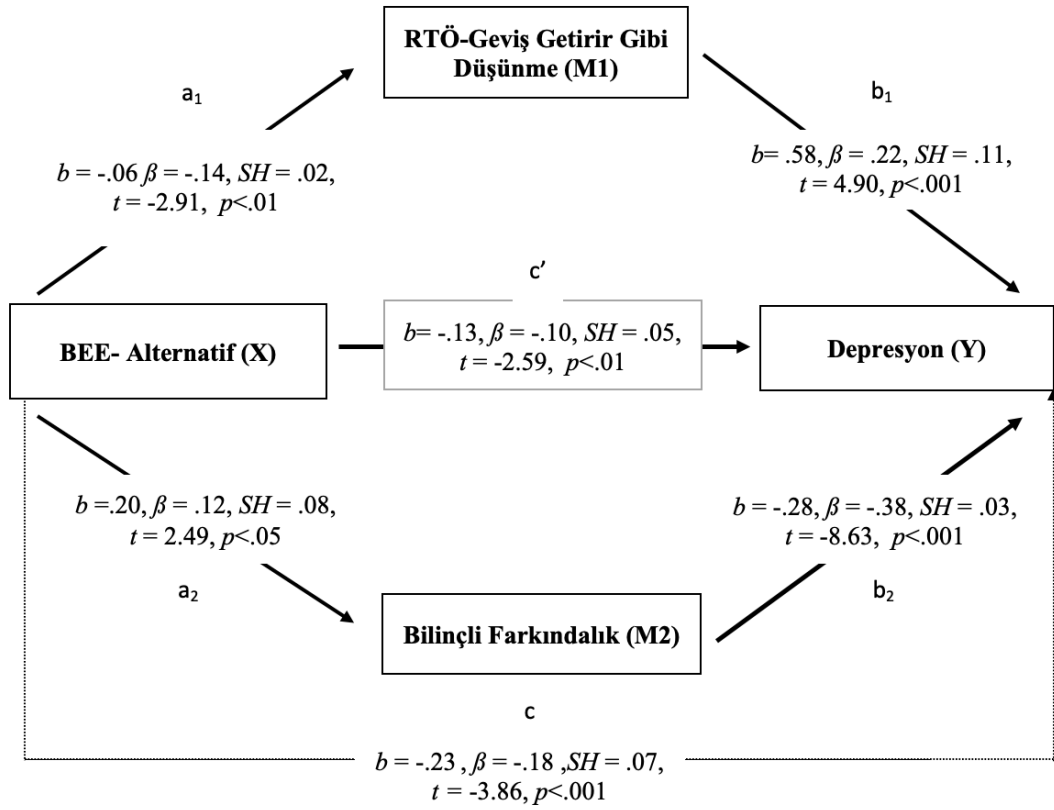 RTÖ-Geviş Getirir Gibi
Düşünme (M1)
a₁
b₁
b = -.06 β = -.14, SH = .02,
t = -2.91, p<.01
b= .58, β = .22, SH = .11,
t = 4.90, p<.001
c’
BEE- Alternatif (X)
b= -.13, β = -.10, SH = .05,
t = -2.59, p<.01
Depresyon (Y)
b =.20, β = .12, SH = .08,
t = 2.49, p<.05
b = -.28, β = -.38, SH = .03,
t = -8.63, p<.001
a₂
b₂
Bilinçli Farkındalık (M2)
c
b = -.23 , β = -.18 ,SH = .07,
t = -3.86, p<.001